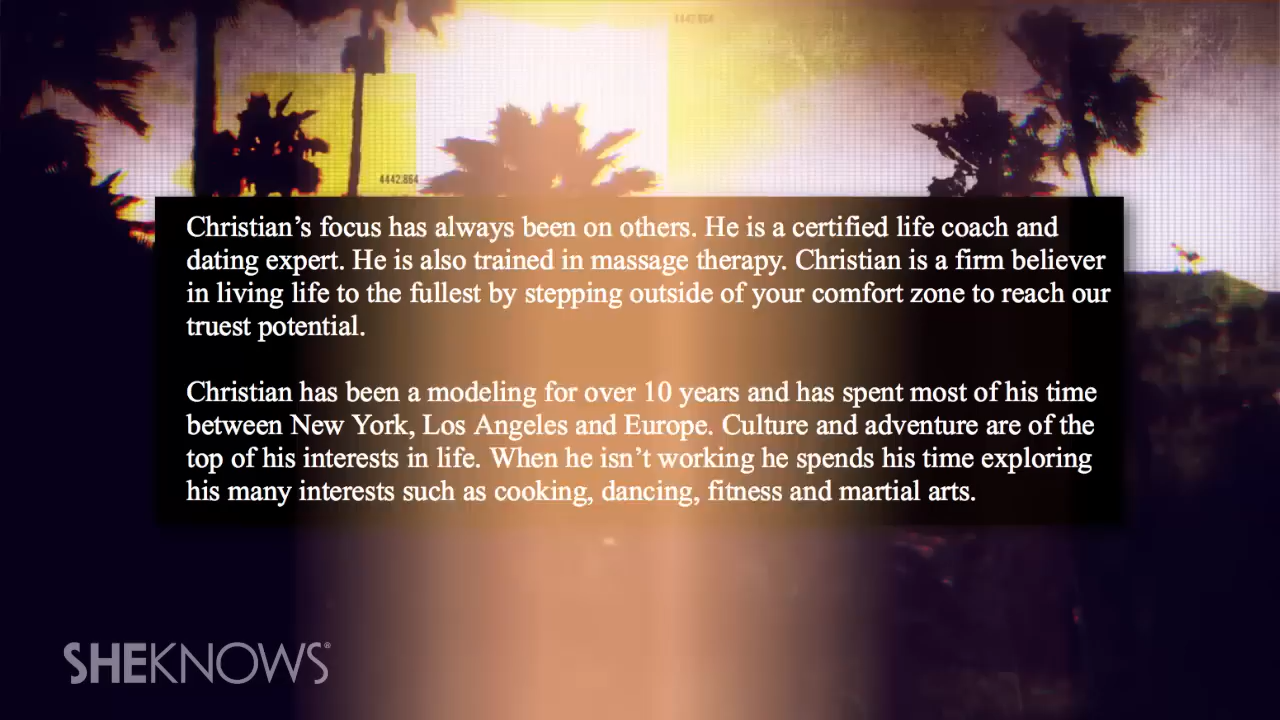 4442.864
4442.864
Christian’s focus has always been on others. He is a certified life coach and
dating expert. He is also trained in massage therapy. Christian is a firm believer
in living life to the fullest by stepping outside of your comfort zone to reach our
truest potential.
Christian has been a modeling for over 10 years and has spent most of his time
between New York, Los Angeles and Europe. Culture and adventure are of the
top of his interests in life. When he isn’t working he spends his time exploring
his many interests such as cooking, dancing, fitness and martial arts.
SHEKNOWS®